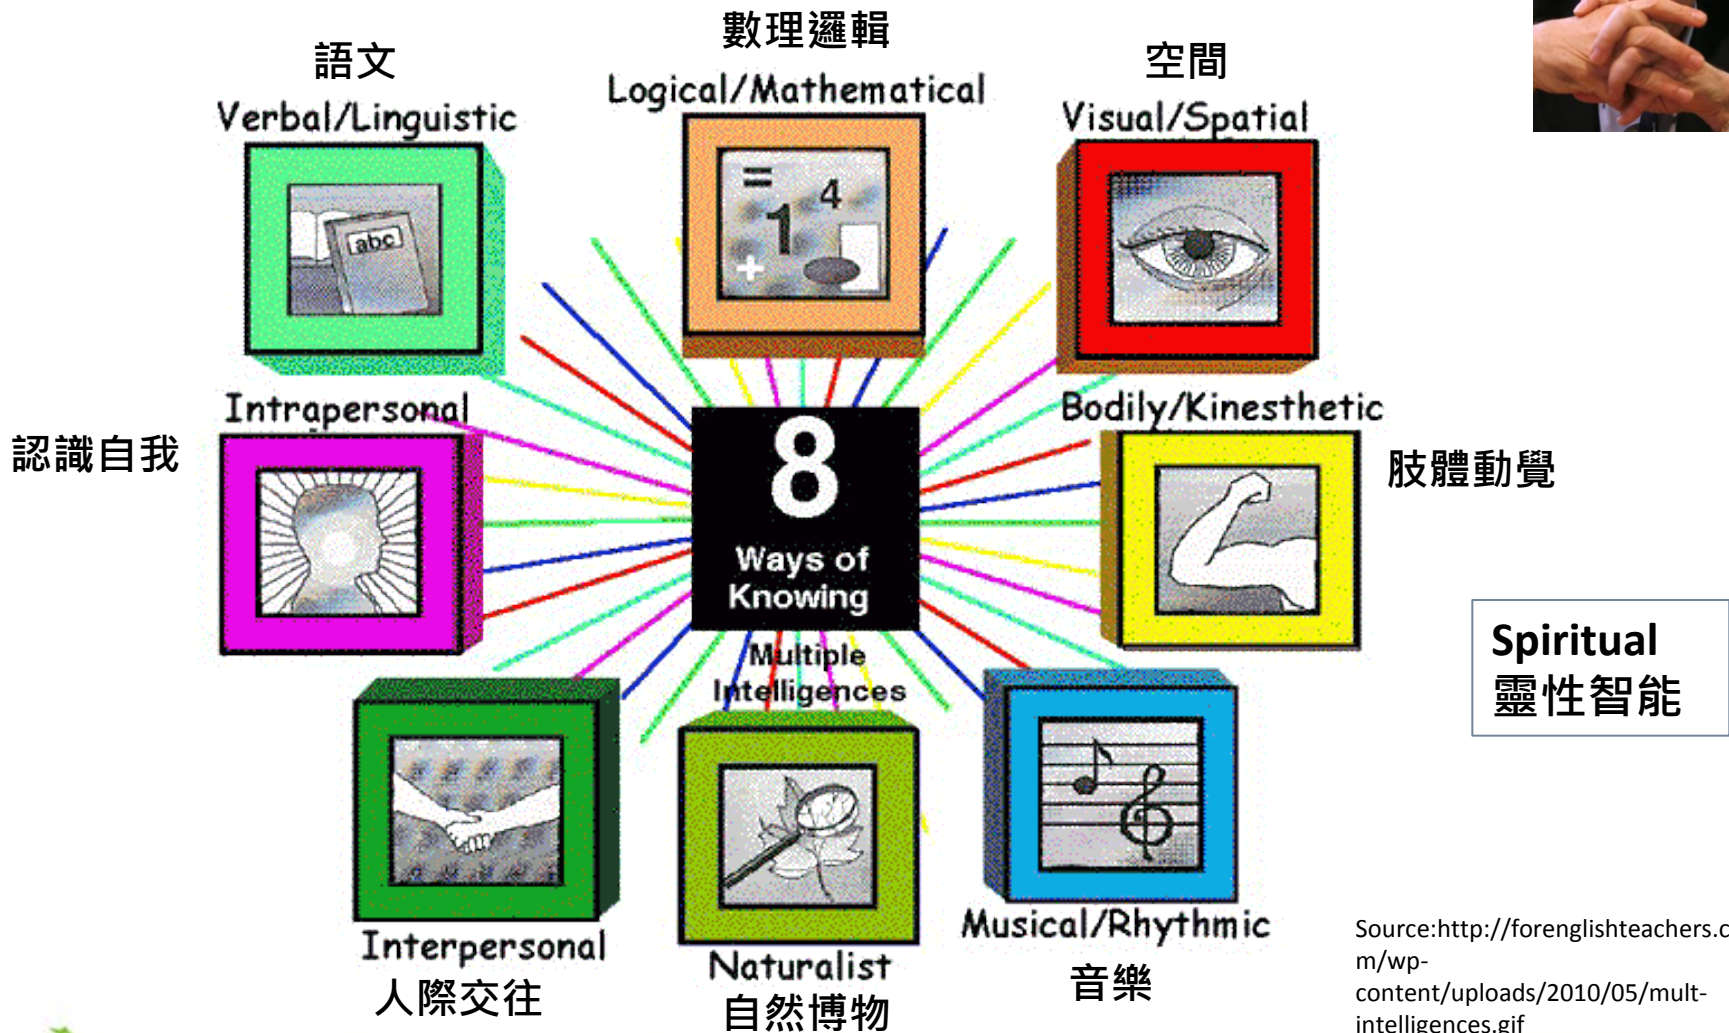 語文
Verbal/Linguistic
數理邏輯
Logical/Mathematical
空間
Visual/Spatial
abc
=
1 4
+
認識自我
Intrapersonal
8
Ways of
Knowing
Multiple
Intelligences
Bodily/Kinesthetic
肢體動覺
Spiritual
靈性智能
Interpersonal
人際交往
Naturalist
自然博物
Musical/Rhythmic
音樂
Source:http://forenglishteachers.c
m/wp-
content/uploads/2010/05/mult-
intelligences.gif